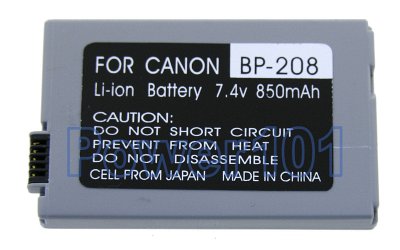 FOR CANON BP-208
Li-ion Battery 7.4v 850mAh
CAUTION:
DO NOT SHORT CIRCUIT
PREVENT FROM HEAT
DO NOT DISASSEMBLE
CELL FROM JAPAN MADE IN CHINA
Power101